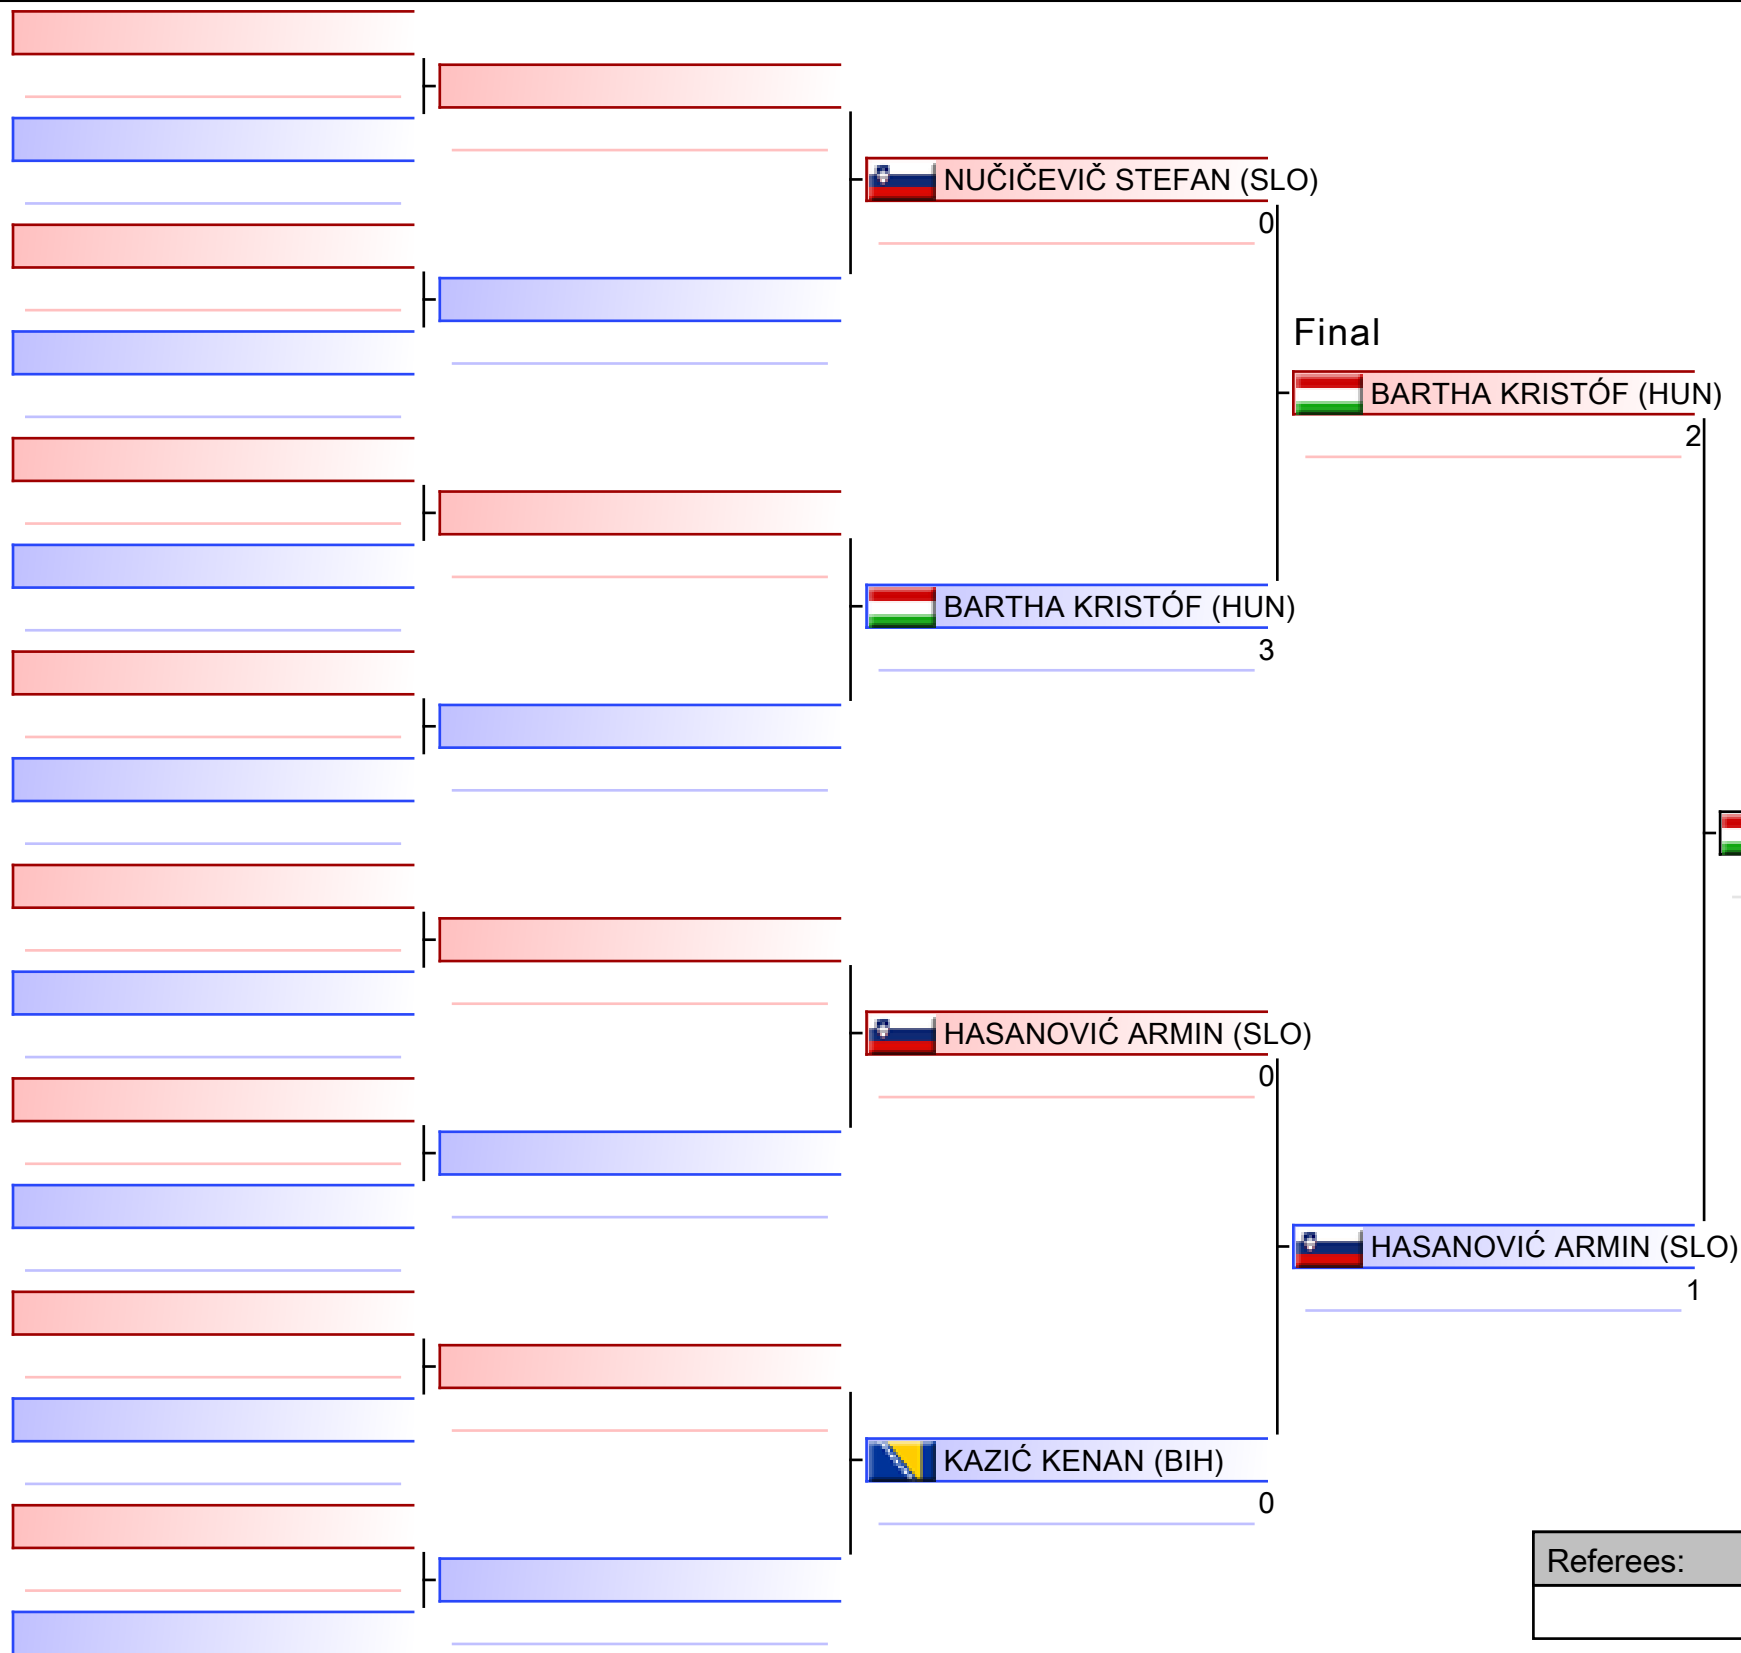 NUČIČEVIČ STEFAN (SLO)
0
Final
BARTHA KRISTÓF (HUN)
2
BARTHA KRISTÓF (HUN)
3
HASANOVIĆ ARMIN (SLO)
0
HASANOVIĆ ARMIN (SLO)
1
KAZIĆ KENAN (BIH)
0
Referees: